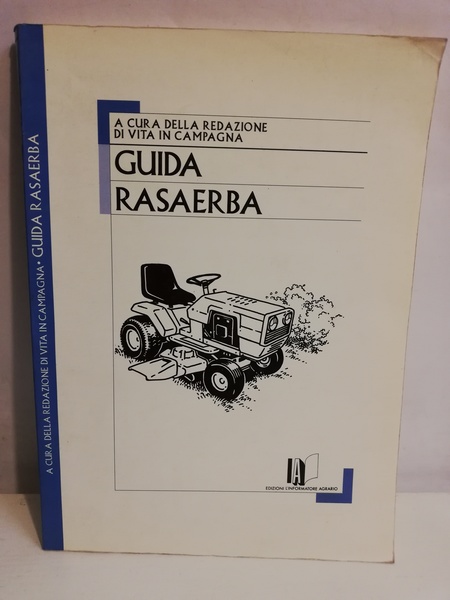 A CURA DELLA REDAZIONE
DI VITA IN CAMPAGNA
GUIDA
RASAERBA
IA
EDIZIONI L'INFORMATORE AGRARIO
A CURA DELLA REDAZIONE DI VITA IN CAMPAGNA • GUIDA RASAERBA